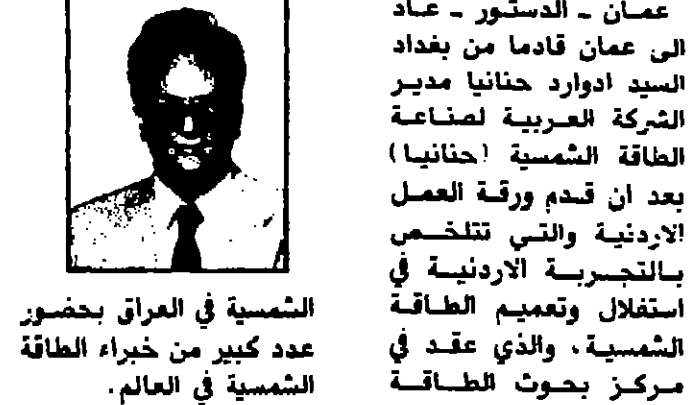 عمان ـ الدستور ـ عاد
الى عمان قادما من بغداد
السيد ادوارد حنانيا مدير
الشركة العربية لصناعة
الطاقة الشمسية (حنانيا)
بعد ان قدم ورقة العمل
الاردنية والتي تتلخص
بالتجربة الاردنية في
استغلال وتعميم الطاقة
الشمسية، والذي عقد في
مركز بحوث الطاقة
الشمسية في العراق بحضور
عدد كبير من خبراء الطاقة
الشمسية في العالم.